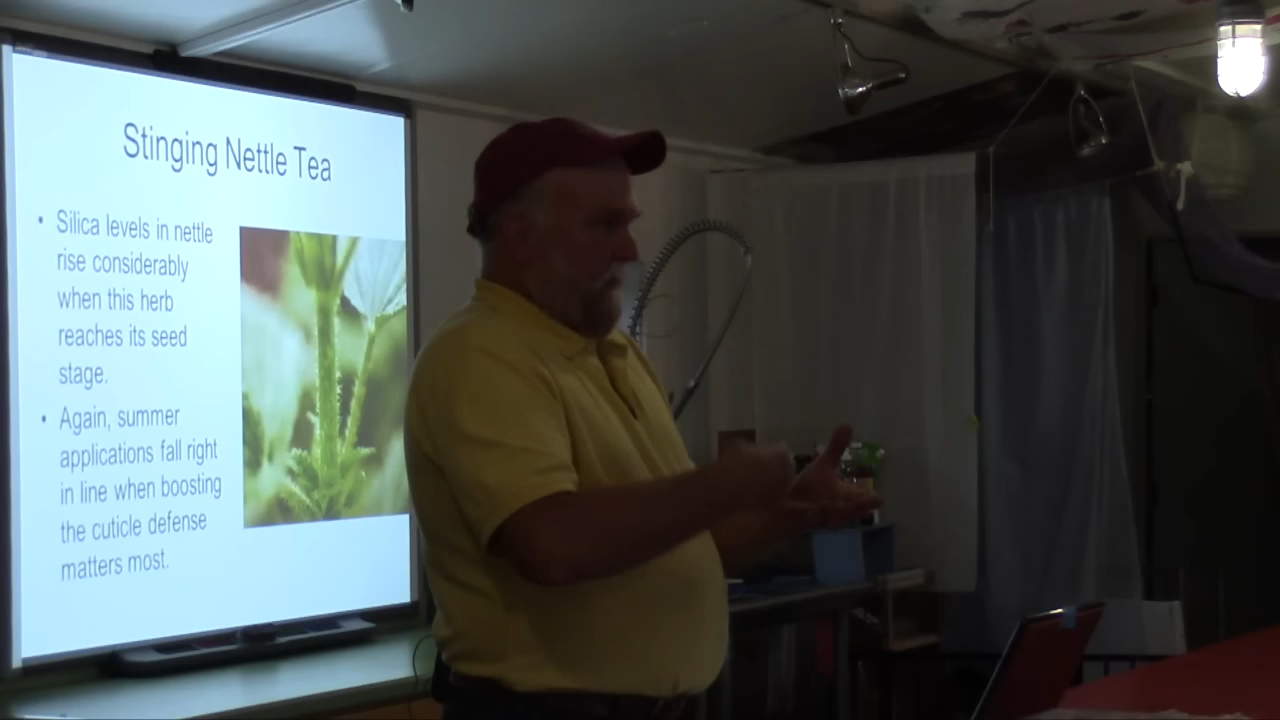 Stinging Nettle Tea
• Silica levels in nettle
rise considerably
when this herb
reaches its seed
stage.
• Again, summer
applications fall right
in line when boosting
the cuticle defense
matters most.